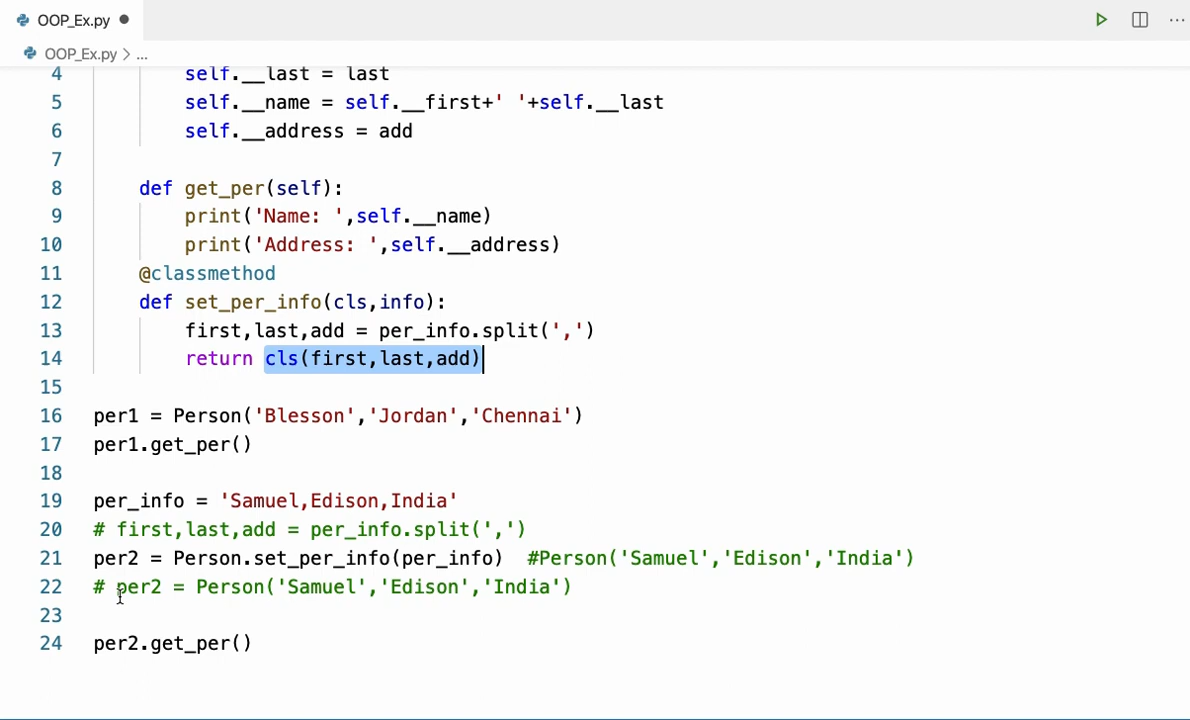 OOP_Ex.py
OOP_Ex.py > ...
4 self.__last = last
5 self.__name = self.__first+' '+self.__last
6 self.__address = add
7
8 def get_per(self):
9 print('Name: ',self.__name)
10 print('Address: ',self.__address)
11 @classmethod
12 def set_per_info(cls,info):
13 first,last,add = per_info.split(',')
14 return cls(first,last,add)
15
16 per1 = Person('Blesson','Jordan','Chennai')
17 per1.get_per()
18
19 per_info = 'Samuel,Edison,India'
20 # first,last,add = per_info.split(',')
21 per2 = Person.set_per_info(per_info)  #Person('Samuel','Edison','India')
22 # per2 = Person('Samuel','Edison','India')
23
24 per2.get_per()